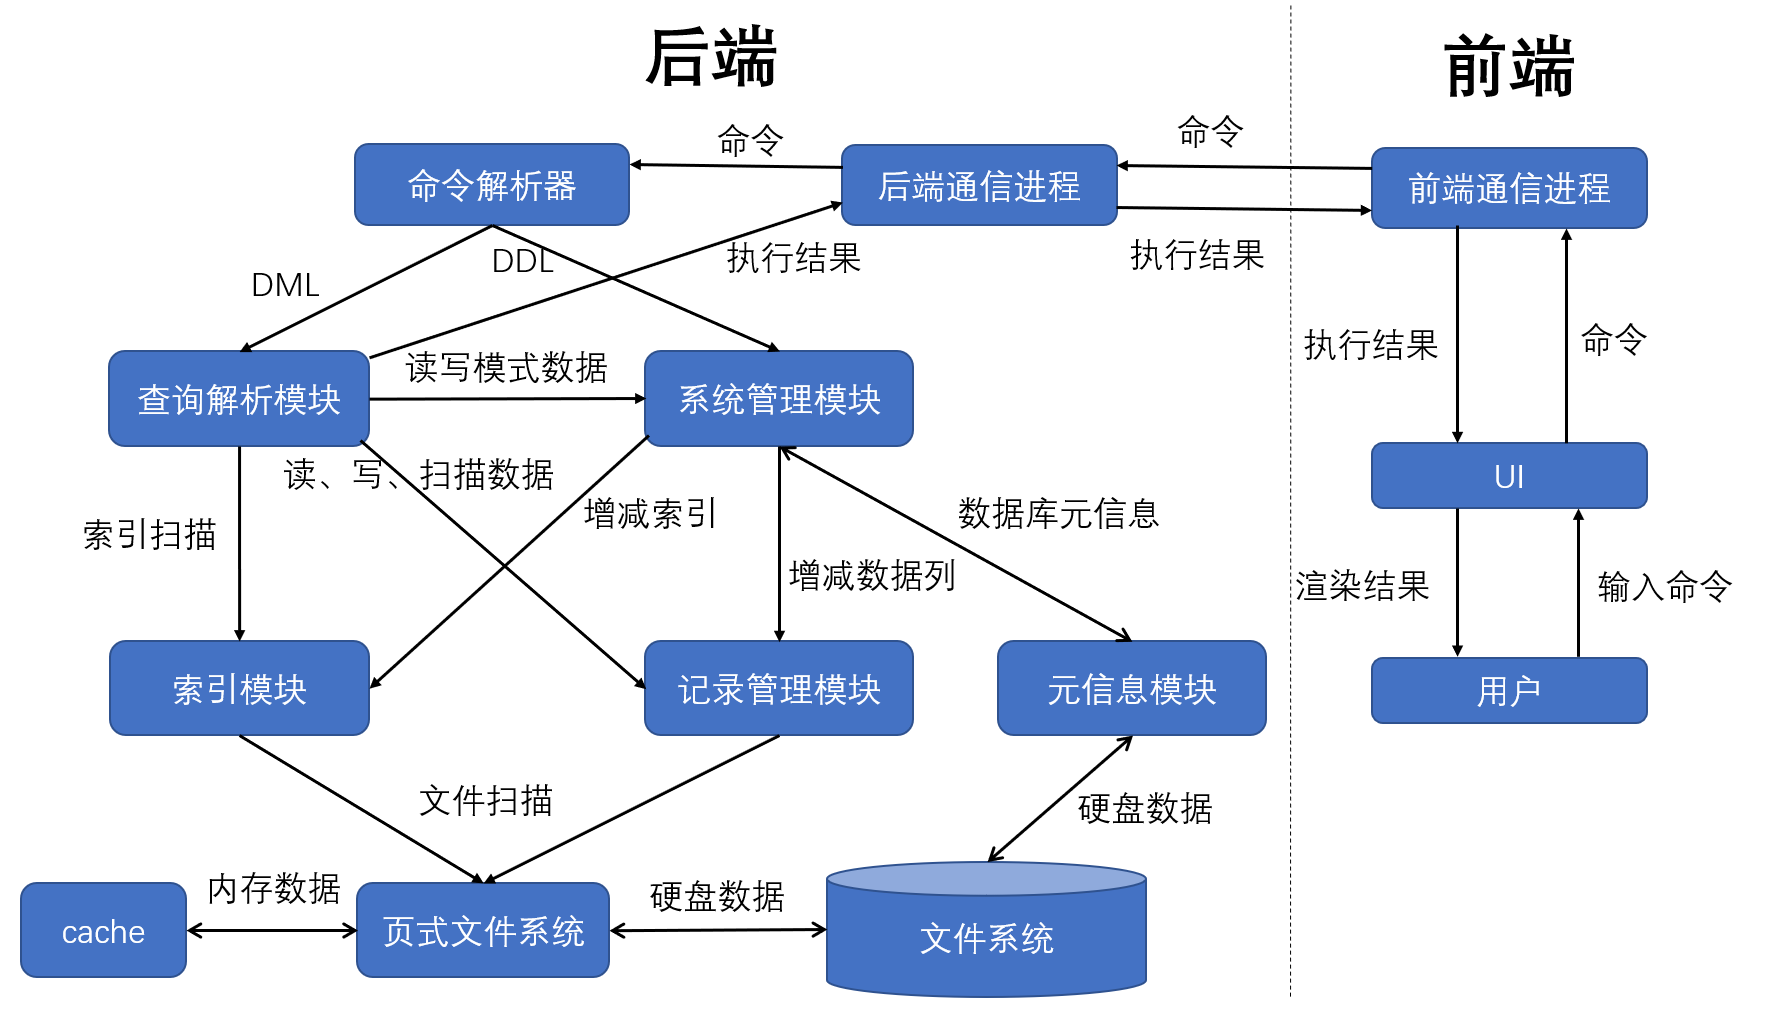 后端
前端
命令
命令
命令解析器
后端通信进程
前端通信进程
DML
DDL
执行结果
执行结果
执行结果
命令
查询解析模块
读写模式数据
系统管理模块
读、写、扫描数据
UI
索引扫描
增减索引
数据库元信息
增减数据列
渲染结果
输入命令
索引模块
记录管理模块
元信息模块
用户
文件扫描
硬盘数据
内存数据
硬盘数据
cache
页式文件系统
文件系统